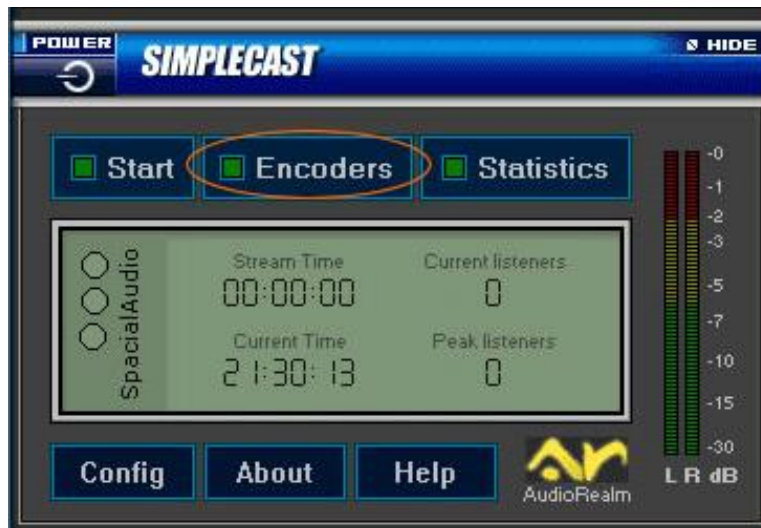 POWER
SIMPLECAST
HIDE
Start
Encoders
Statistics
SpacialAudio
Stream Time
Current listeners
00:00:00
0
Current Time
Peak listeners
21:30:13
0
-0
-1
-2
-3
-5
-7
-10
-15
-30
L R dB
Config
About
Help
AudioRealm